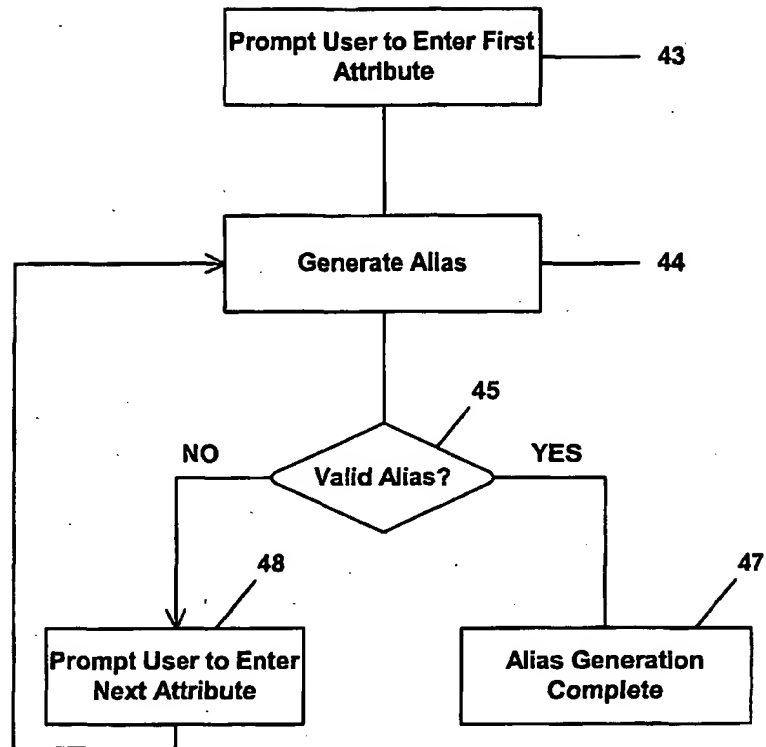 Prompt User to Enter First
Attribute
43
Generate Alias
44
45
NO
Valid Alias?
YES
48
47
Prompt User to Enter
Next Attribute
Alias Generation
Complete